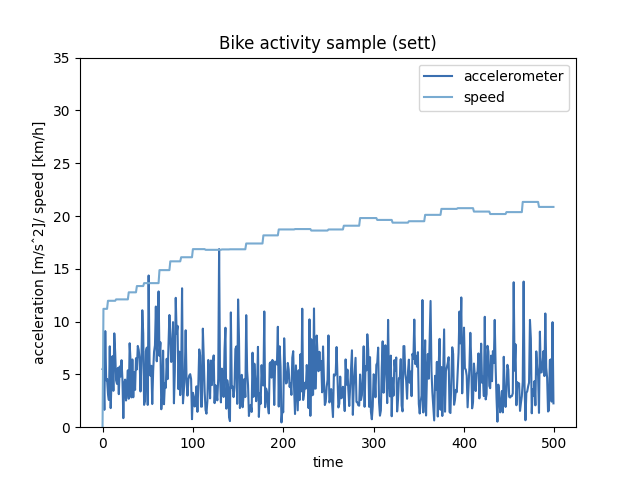 Bike activity sample (sett)
accelerometer
speed
acceleration [m/s^2]/ speed [km/h]
35
30
25
20
15
10
5
0
0 100 200 300 400 500
time